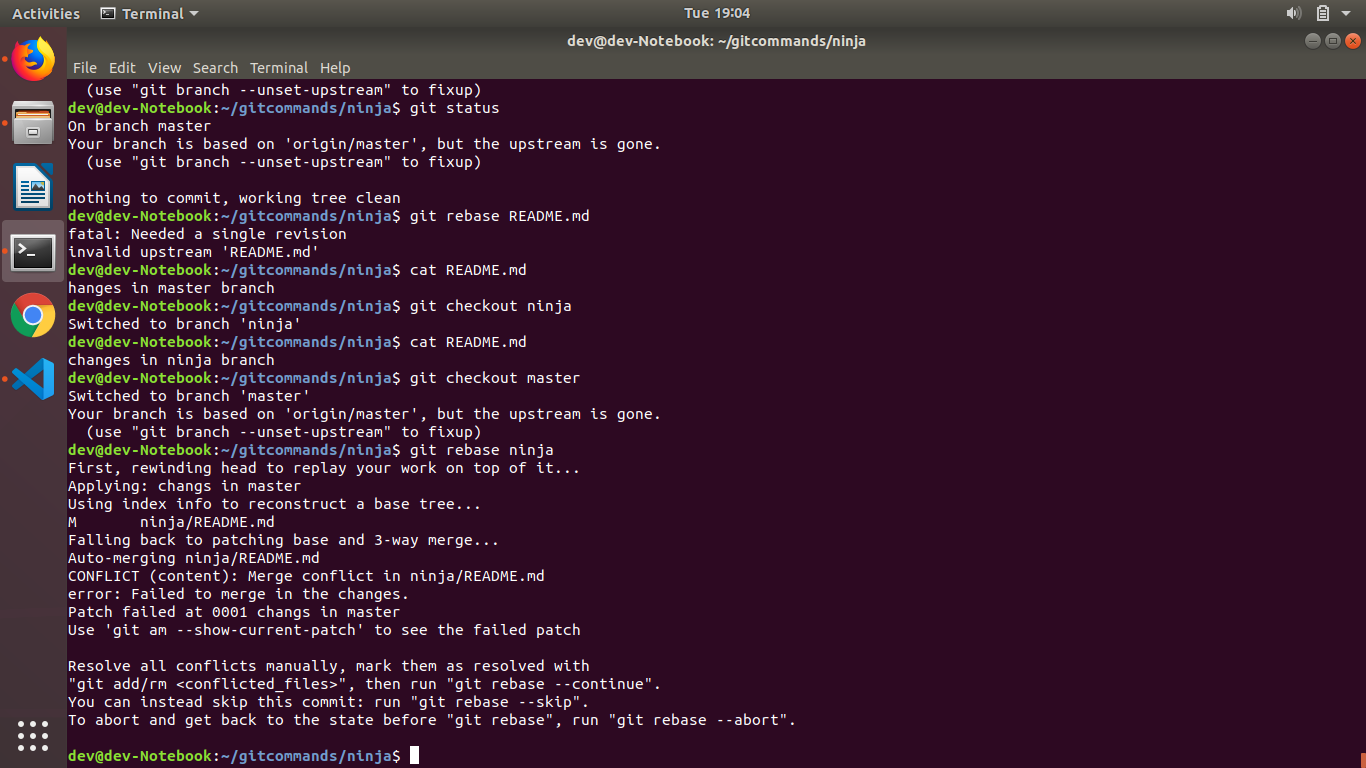 Activities Terminal Tue 19:04
dev@dev-Notebook: ~/gitcommands/ninja
File Edit View Search Terminal Help
  (use "git branch --unset-upstream" to fixup)
dev@dev-Notebook:~/gitcommands/ninja$ git status
On branch master
Your branch is based on 'origin/master', but the upstream is gone.
  (use "git branch --unset-upstream" to fixup)

nothing to commit, working tree clean
dev@dev-Notebook:~/gitcommands/ninja$ git rebase README.md
fatal: Needed a single revision
invalid upstream 'README.md'
dev@dev-Notebook:~/gitcommands/ninja$ cat README.md
hanges in master branch
dev@dev-Notebook:~/gitcommands/ninja$ git checkout ninja
Switched to branch 'ninja'
dev@dev-Notebook:~/gitcommands/ninja$ cat README.md
changes in ninja branch
dev@dev-Notebook:~/gitcommands/ninja$ git checkout master
Switched to branch 'master'
Your branch is based on 'origin/master', but the upstream is gone.
  (use "git branch --unset-upstream" to fixup)
dev@dev-Notebook:~/gitcommands/ninja$ git rebase ninja
First, rewinding head to replay your work on top of it...
Applying: changs in master
Using index info to reconstruct a base tree...
M       ninja/README.md
Falling back to patching base and 3-way merge...
Auto-merging ninja/README.md
CONFLICT (content): Merge conflict in ninja/README.md
error: Failed to merge in the changes.
Patch failed at 0001 changs in master
Use 'git am --show-current-patch' to see the failed patch

Resolve all conflicts manually, mark them as resolved with
"git add/rm <conflicted_files>", then run "git rebase --continue".
You can instead skip this commit: run "git rebase --skip".
To abort and get back to the state before "git rebase", run "git rebase --abort".

dev@dev-Notebook:~/gitcommands/ninja$